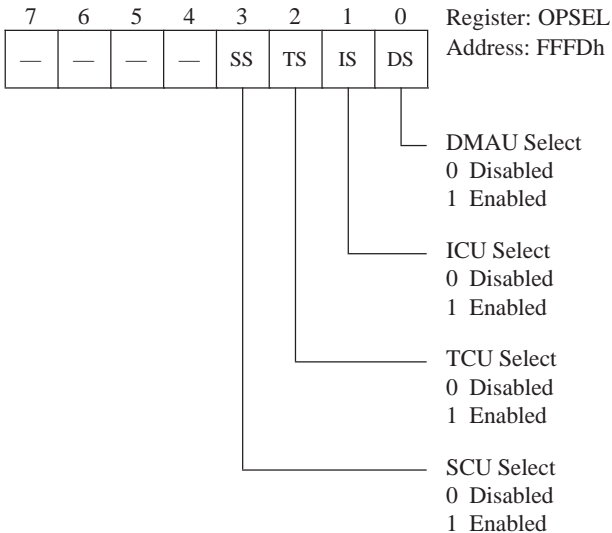 7 6 5 4 3 2 1 0
Register: OPSEL
Address: FFFDh
— — — — SS TS IS DS
DMAU Select
0 Disabled
1 Enabled
ICU Select
0 Disabled
1 Enabled
TCU Select
0 Disabled
1 Enabled
SCU Select
0 Disabled
1 Enabled